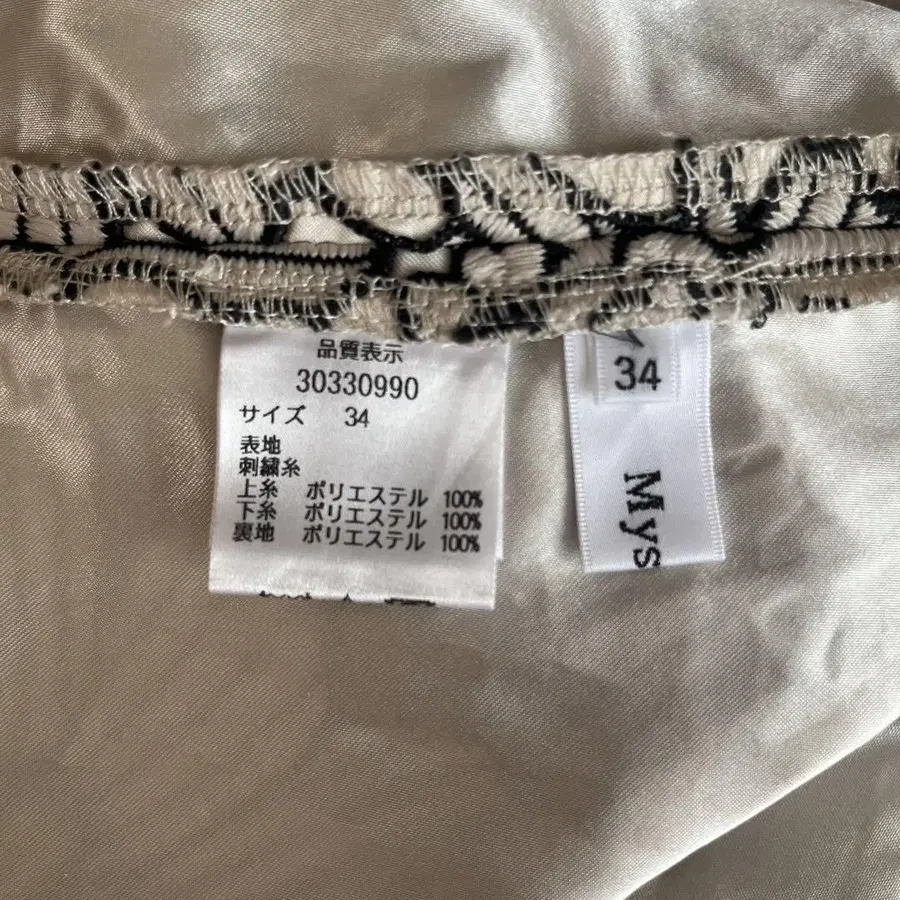 品質表示
30330990
サイズ 34
表地
刺繍糸
上糸 ポリエステル 100%
下糸 ポリエステル 100%
裏地 ポリエステル 100%
34
Mys